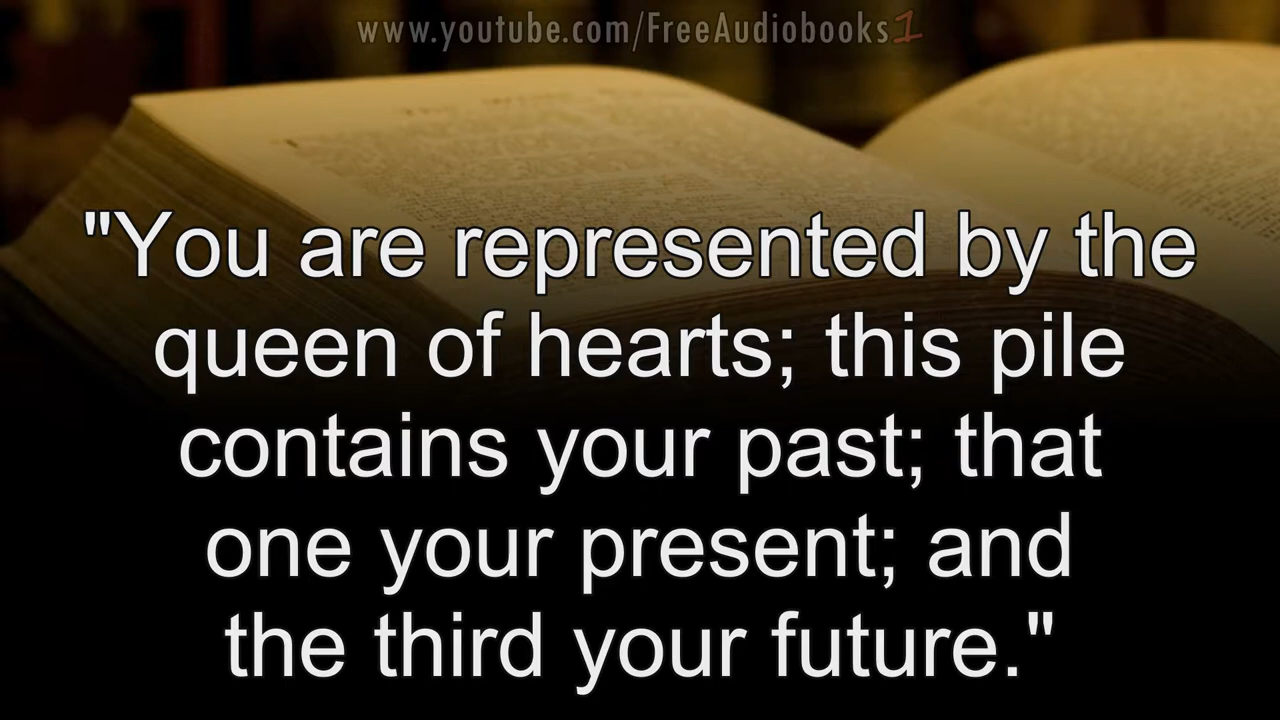 www.youtube.com/FreeAudiobooks1
"You are represented by the
queen of hearts; this pile
contains your past; that
one your present; and
the third your future."